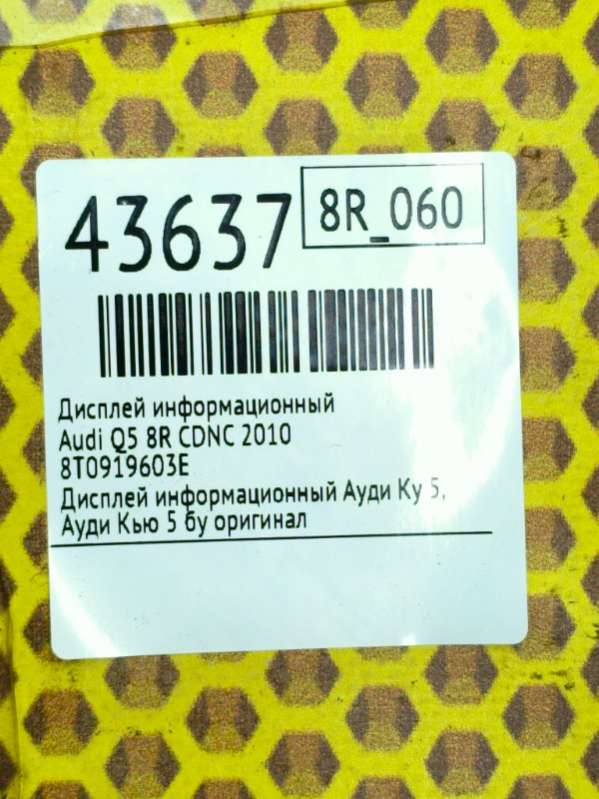 43637
8R_060
Дисплей информационный
Audi Q5 8R CDNC 2010
8T0919603E
Дисплей информационный Ауди Ку 5,
Ауди Кью 5 бу оригинал